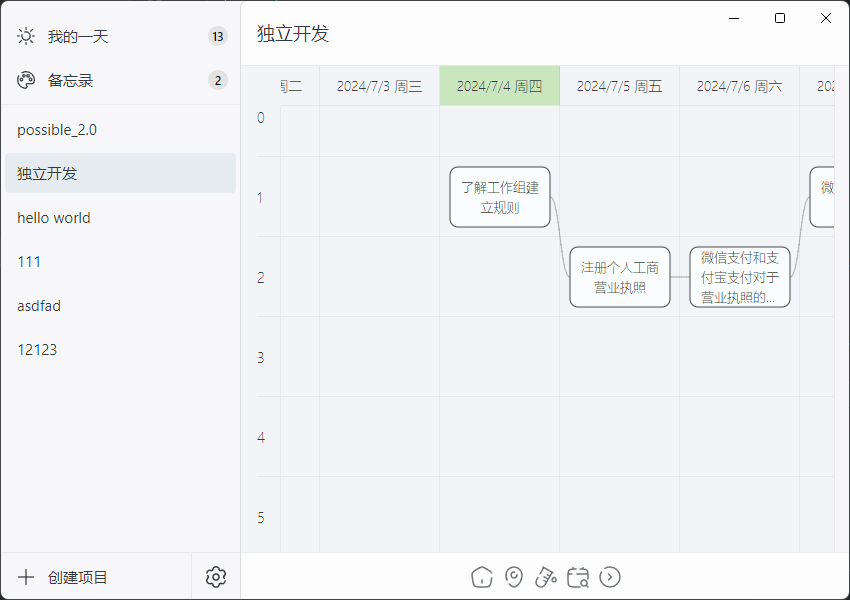 我的一天
13
备忘录
2
possible_2.0
独立开发
hello world
111
asdfad
12123
创建项目
独立开发
周二
2024/7/3 周三
2024/7/4 周四
2024/7/5 周五
2024/7/6 周六
202
0
1
2
3
4
5
了解工作组建
立规则
注册个人工商
营业执照
微信支付和支
付宝支付对于
营业执照的...
微